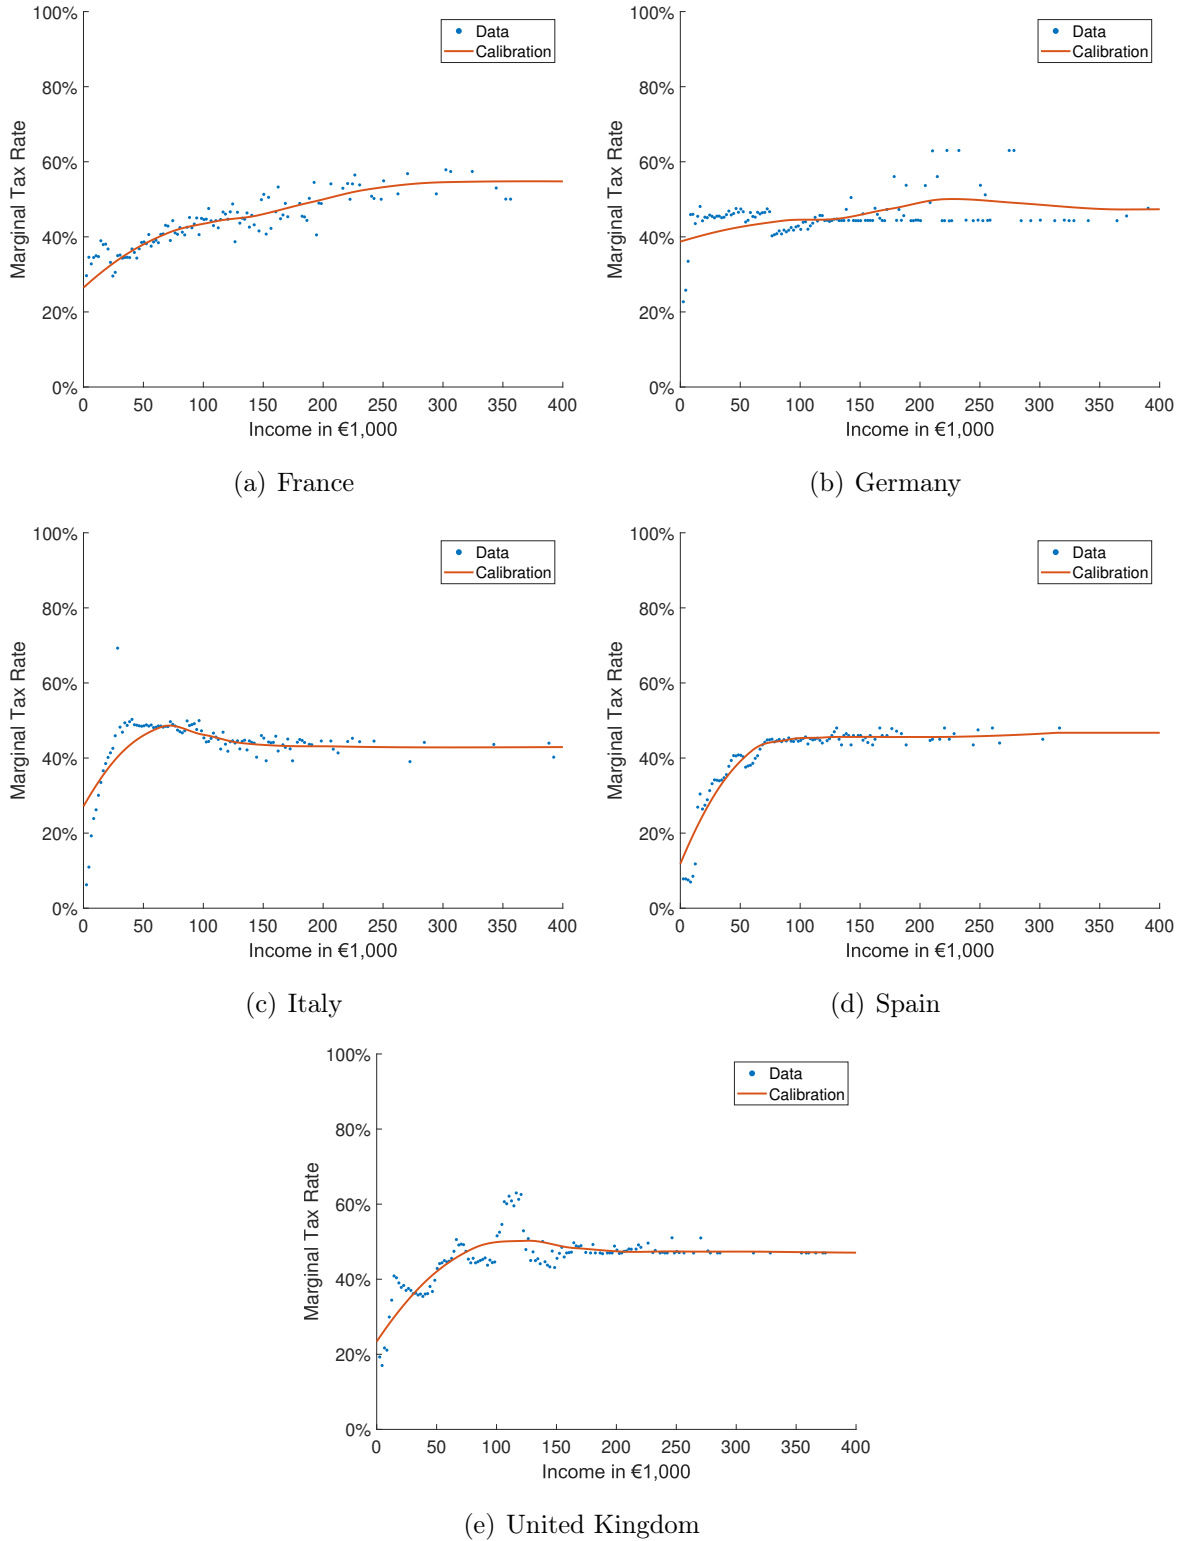 100%
80%
60%
40%
20%
0%
Marginal Tax Rate
Data
Calibration
0 50 100 150 200 250 300 350 400
Income in €1,000
(a) France
100%
80%
60%
40%
20%
0%
Marginal Tax Rate
Data
Calibration
0 50 100 150 200 250 300 350 400
Income in €1,000
(b) Germany
100%
80%
60%
40%
20%
0%
Marginal Tax Rate
Data
Calibration
0 50 100 150 200 250 300 350 400
Income in €1,000
(c) Italy
100%
80%
60%
40%
20%
0%
Marginal Tax Rate
Data
Calibration
0 50 100 150 200 250 300 350 400
Income in €1,000
(d) Spain
100%
80%
60%
40%
20%
0%
Marginal Tax Rate
Data
Calibration
0 50 100 150 200 250 300 350 400
Income in €1,000
(e) United Kingdom